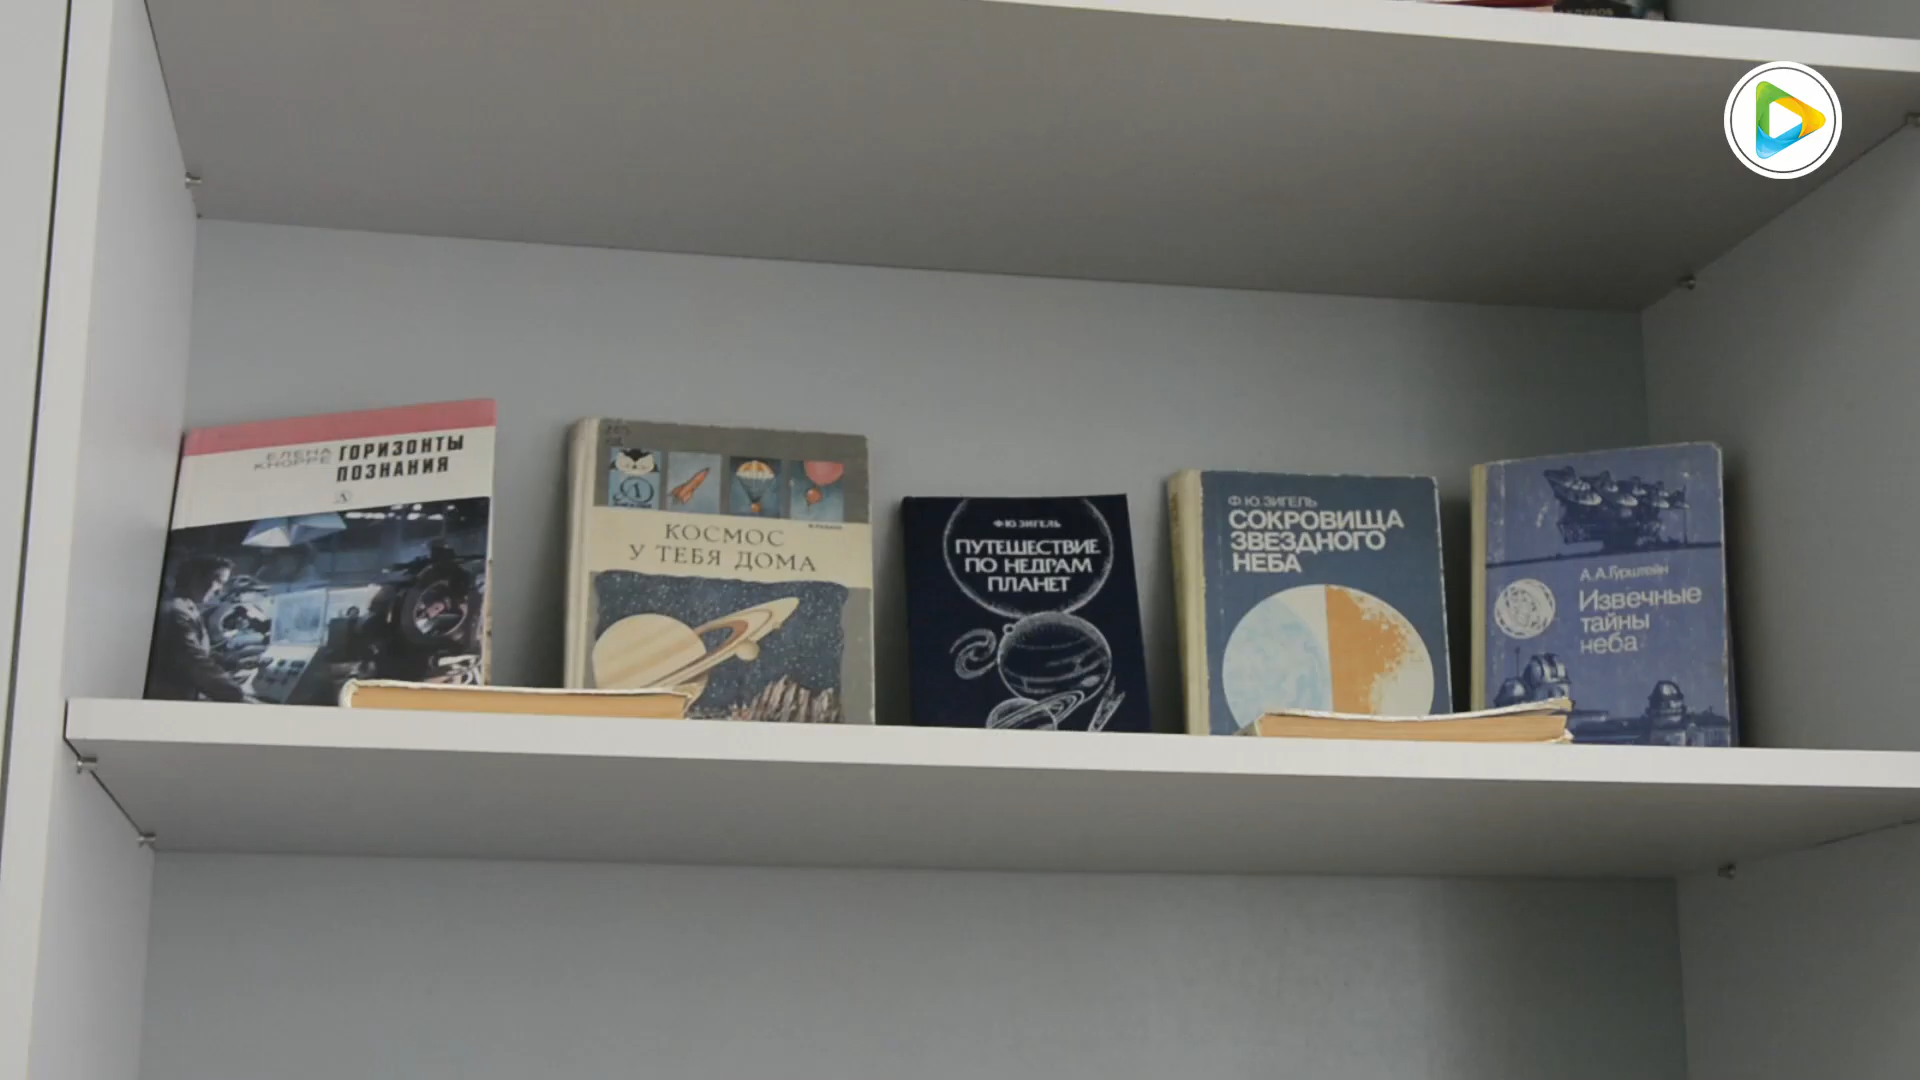 ЕЛЕНА
КНОРРЕ
ГОРИЗОНТЫ
ПОЗНАНИЯ
КОСМОС
У ТЕБЯ ДОМА
Ф.Ю.ЗИГЕЛЬ
ПУТЕШЕСТВИЕ
ПО НЕДРАМ
ПЛАНЕТ
Ф.Ю.ЗИГЕЛЬ
СОКРОВИЩА
ЗВЕЗДНОГО
НЕБА
А.А.Гурштейн
Извечные
тайны
неба